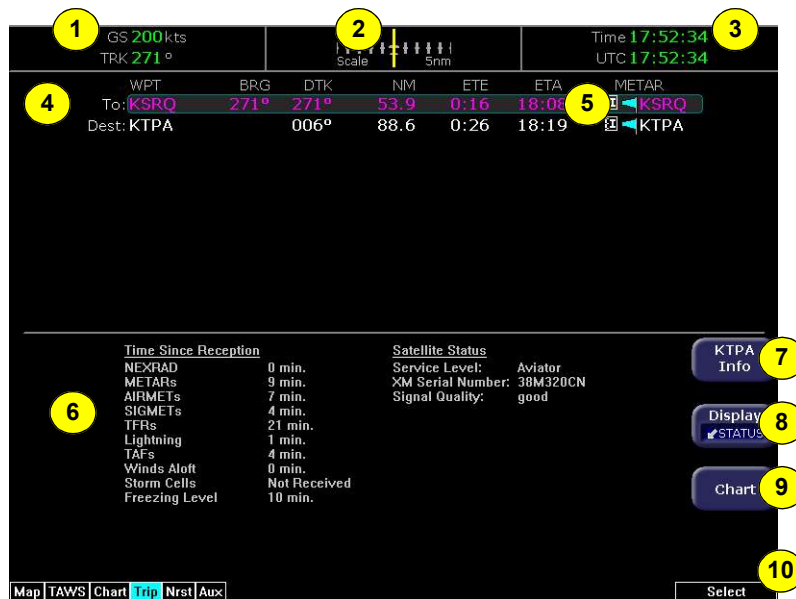 1
GS 200 kts
TRK 271 °
2
Scale 5nm
3
Time 17:52:34
UTC 17:52:34
4
WPT BRG DTK NM ETE ETA METAR
To: KSRQ 271° 271° 53.9 0:16 18:08 5 I KSRQ
Dest: KTPA 006° 88.6 0:26 18:19 I KTPA
Time Since Reception
NEXRAD 0 min.
METARs 9 min.
AIRMETs 7 min.
SIGMETs 4 min.
TFRs 21 min.
Lightning 1 min.
TAFs 4 min.
Winds Aloft 0 min.
Storm Cells Not Received
Freezing Level 10 min.
6
Satellite Status
Service Level: Aviator
XM Serial Number: 38M320CN
Signal Quality: good
KTPA
Info
7
Display
STATUS
8
Chart
9
10
Map TAWS Chart Trip Nrst Aux
Select